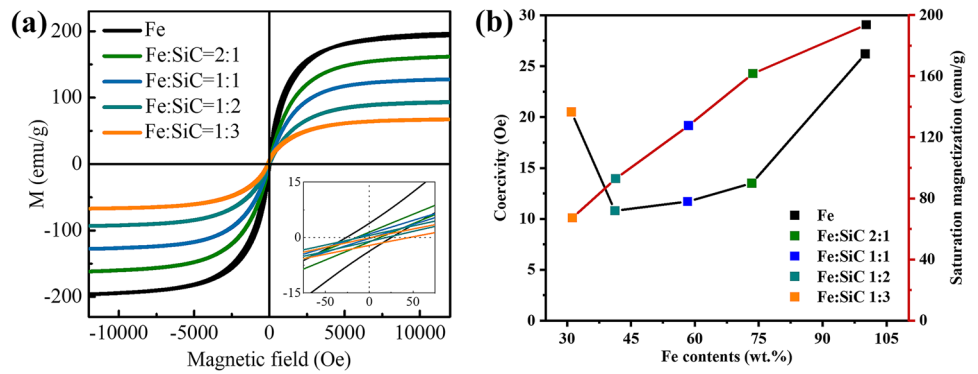 (a)
200
100
0
-100
-200
M (emu/g)
Fe
Fe:SiC=2:1
Fe:SiC=1:1
Fe:SiC=1:2
Fe:SiC=1:3
15
0
-15
-50
0
50
-10000
-5000
0
5000
10000
Magnetic field (Oe)
(b)
30
25
20
15
10
5
0
Coercivity (Oe)
200
160
120
80
40
0
Saturation magnetization (emu/g)
Fe
Fe:SiC 2:1
Fe:SiC 1:1
Fe:SiC 1:2
Fe:SiC 1:3
30
45
60
75
90
105
Fe contents (wt.%)